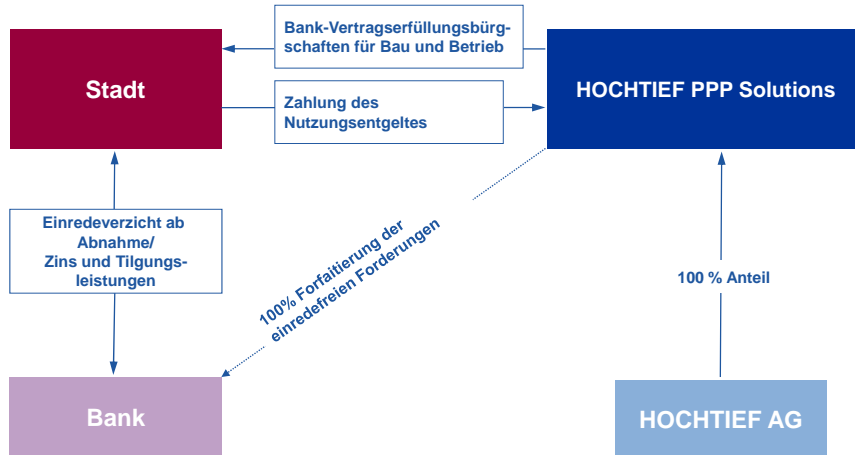 Bank-Vertragserfüllungsbürg-
schaften für Bau und Betrieb
Stadt
HOCHTIEF PPP Solutions
Zahlung des
Nutzungsentgeltes
Einredeverzicht ab
Abnahme/
Zins und Tilgungs-
leistungen
100% Forfaitierung der
einredefreien Forderungen
100 % Anteil
Bank
HOCHTIEF AG